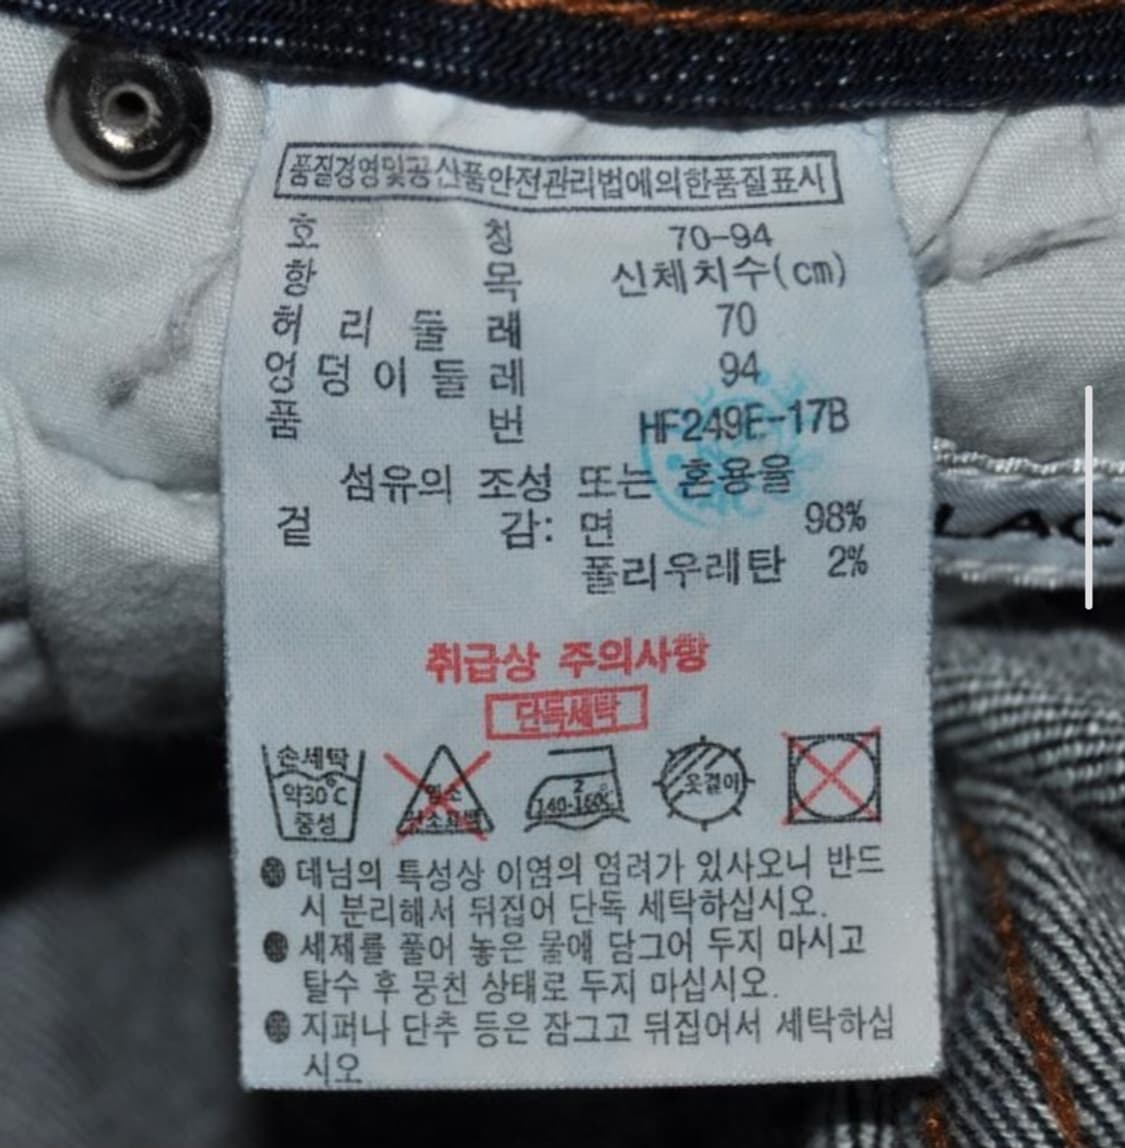 품질경영및공산품안전관리법에의한품질표시
호칭 70-94
항목 신체치수(cm)
허리둘레 70
엉덩이둘레 94
품번 HF249E-17B
섬유의 조성 또는 혼용율
겉감: 면 98%
폴리우레탄 2%
취급상 주의사항
단독세탁
손세탁
약30℃
중성
염소
산소표백
2
140-160℃
옷걸이
데님의 특성상 이염의 염려가 있사오니 반드
시 분리해서 뒤집어 단독 세탁하십시오.
세제를 풀어 놓은 물에 담그어 두지 마시고
탈수 후 뭉친 상태로 두지 마십시오.
지퍼나 단추 등은 잠그고 뒤집어서 세탁하십
시오
LAC